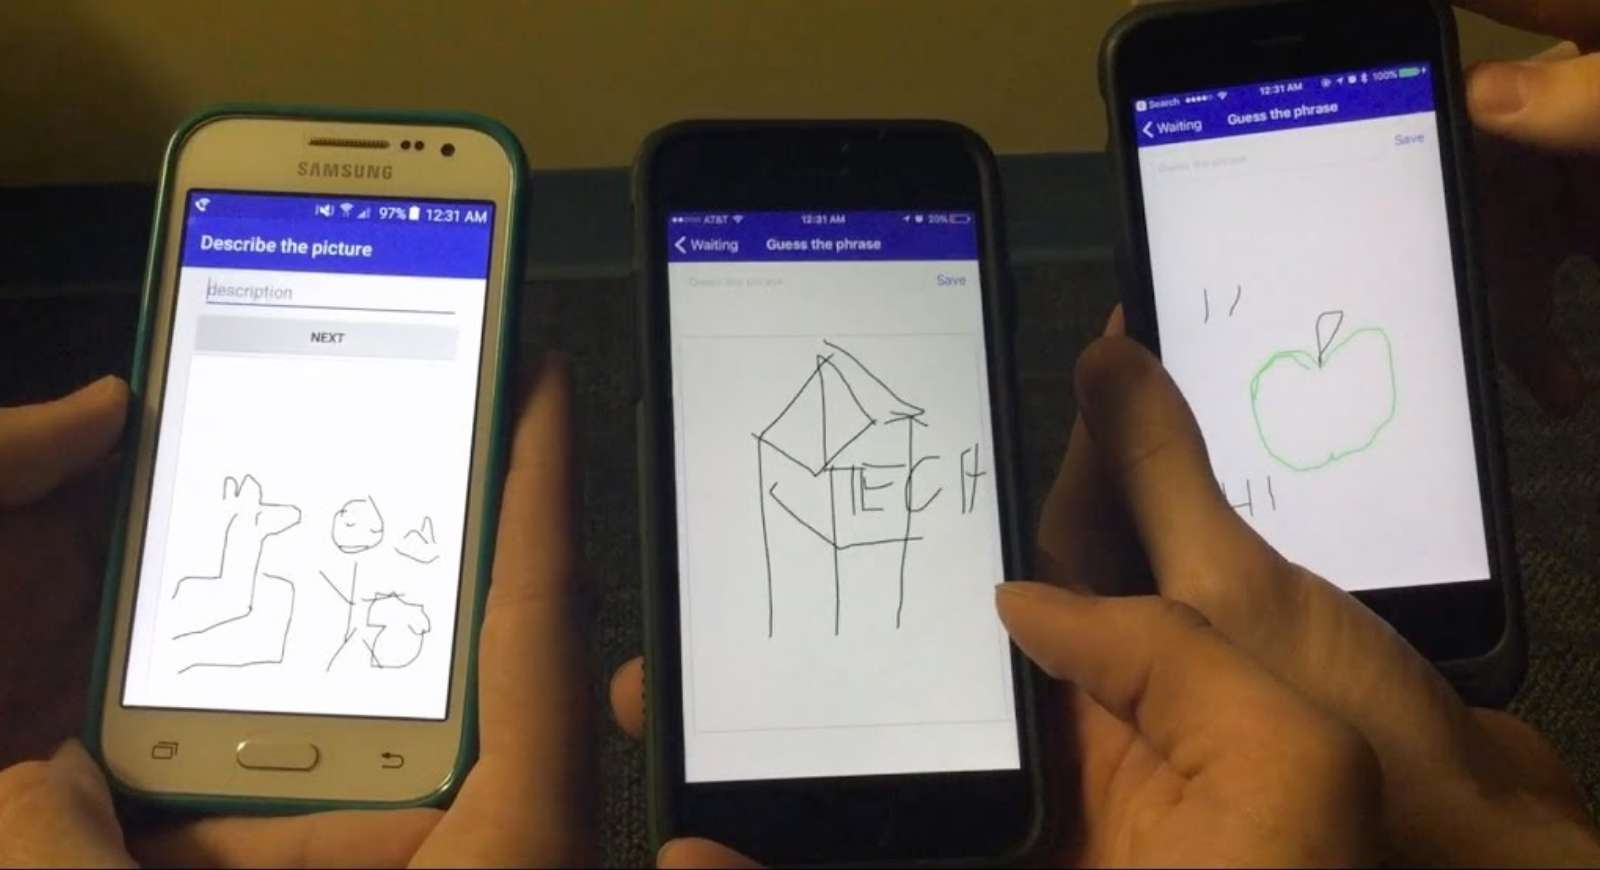 SAMSUNG
97% 12:31 AM
Describe the picture
description
NEXT
AT&T 12:31 AM 20%
Waiting Guess the phrase
Guess the phrase Save
TECH
Search 12:31 AM 100%
Waiting Guess the phrase
Guess the phrase Save
HI